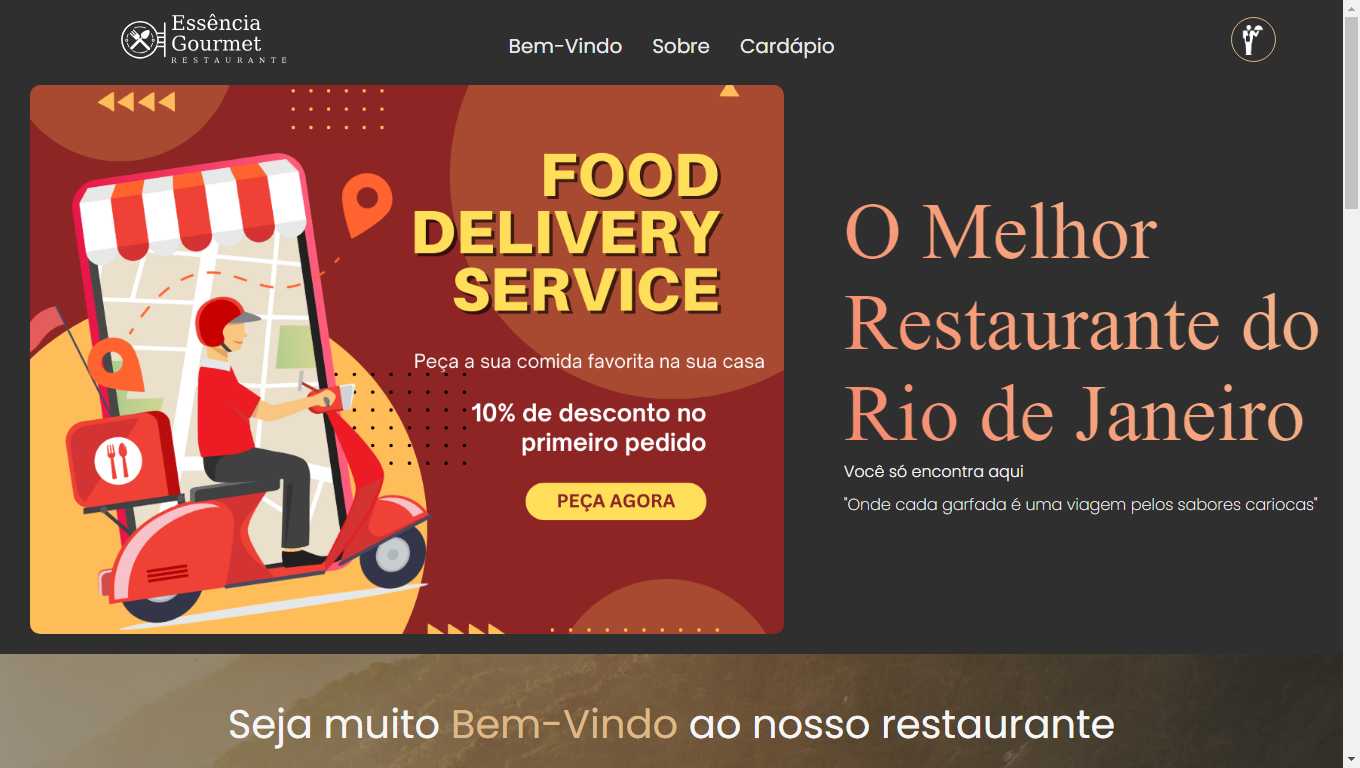 Essência
Gourmet
RESTAURANTE
Bem-Vindo
Sobre
Cardápio
FOOD
DELIVERY
SERVICE
Peça a sua comida favorita na sua casa
10% de desconto no
primeiro pedido
PEÇA AGORA
O Melhor
Restaurante do
Rio de Janeiro
Você só encontra aqui
"Onde cada garfada é uma viagem pelos sabores cariocas"
Seja muito Bem-Vindo ao nosso restaurante